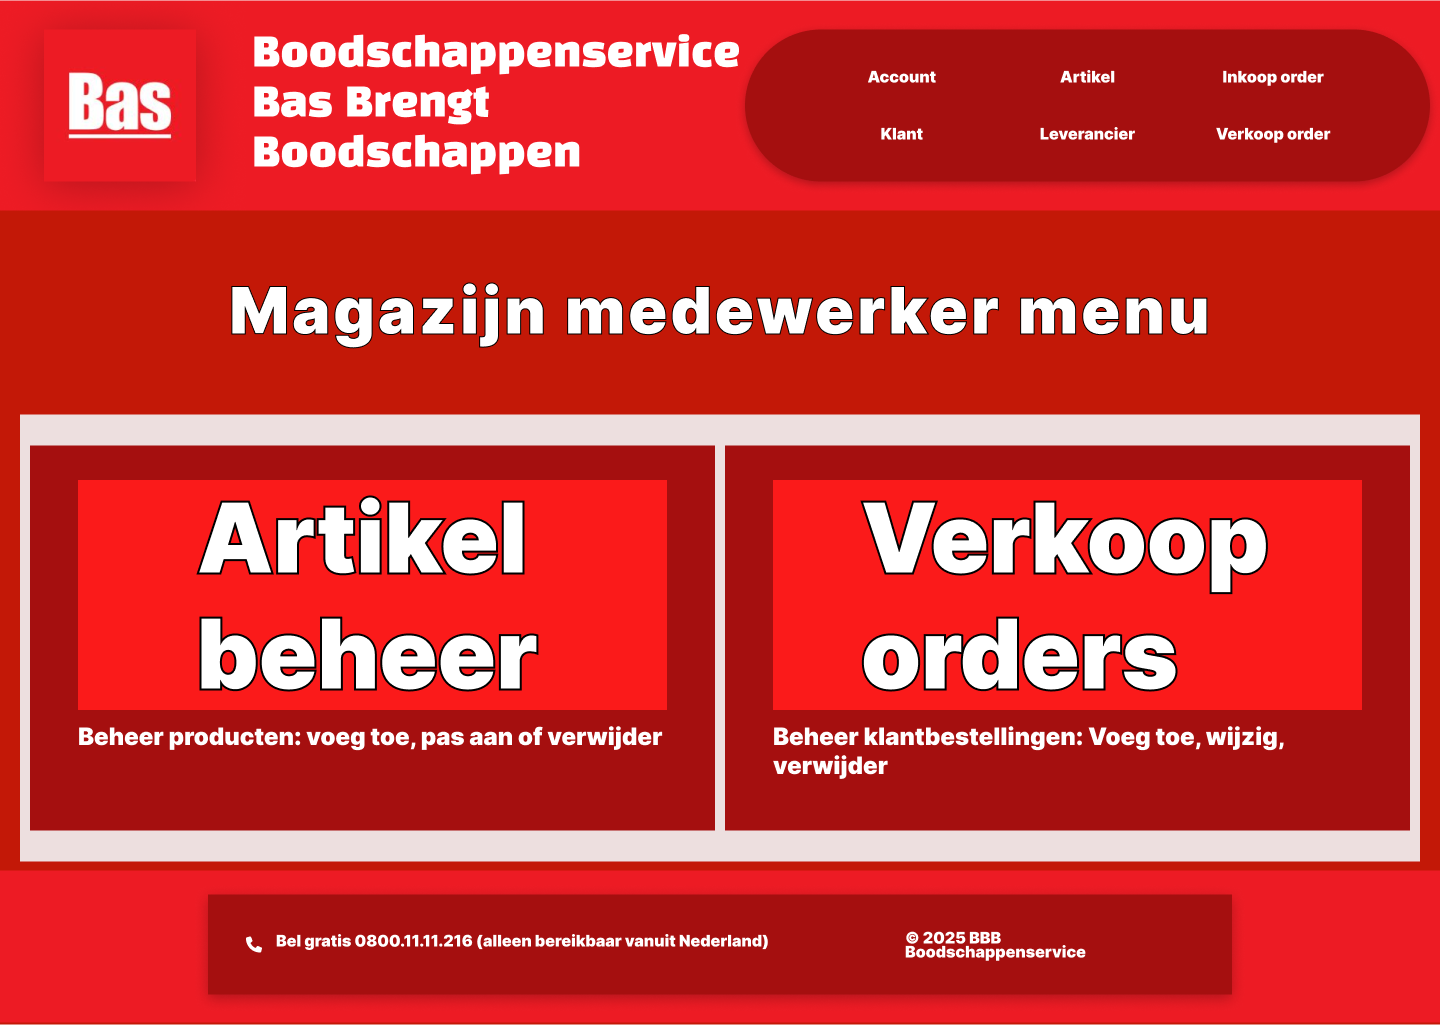 Bas
Boodschappenservice
Bas Brengt
Boodschappen
Account
Artikel
Inkoop order
Klant
Leverancier
Verkoop order
Magazijn medewerker menu
Artikel
beheer
Beheer producten: voeg toe, pas aan of verwijder
Verkoop
orders
Beheer klantbestellingen: Voeg toe, wijzig,
verwijder
Bel gratis 0800.11.11.216 (alleen bereikbaar vanuit Nederland)
© 2025 BBB
Boodschappenservice